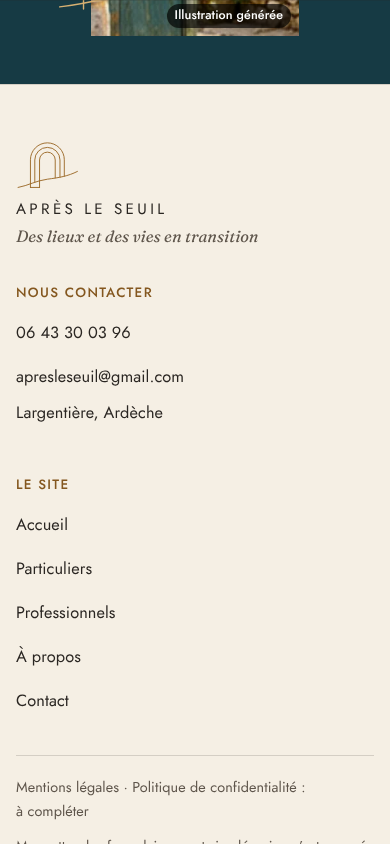 Illustration générée
APRÈS LE SEUIL
Des lieux et des vies en transition
NOUS CONTACTER
06 43 30 03 96
apresleseuil@gmail.com
Largentière, Ardèche
LE SITE
Accueil
Particuliers
Professionnels
À propos
Contact
Mentions légales · Politique de confidentialité :
à compléter